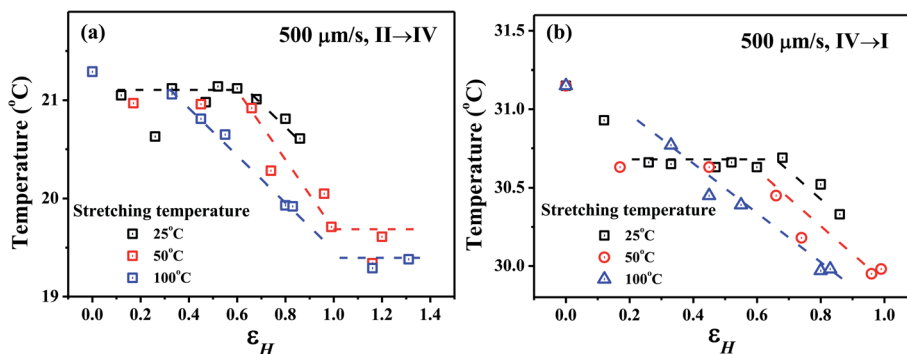 (a)
500 μm/s, II→IV
Temperature (°C)
21
20
19
Stretching temperature
25°C
50°C
100°C
0.0 0.2 0.4 0.6 0.8 1.0 1.2 1.4
ε_H
(b)
500 μm/s, IV→I
Temperature (°C)
31.5
31.0
30.5
30.0
Stretching temperature
25°C
50°C
100°C
0.0 0.2 0.4 0.6 0.8 1.0
ε_H